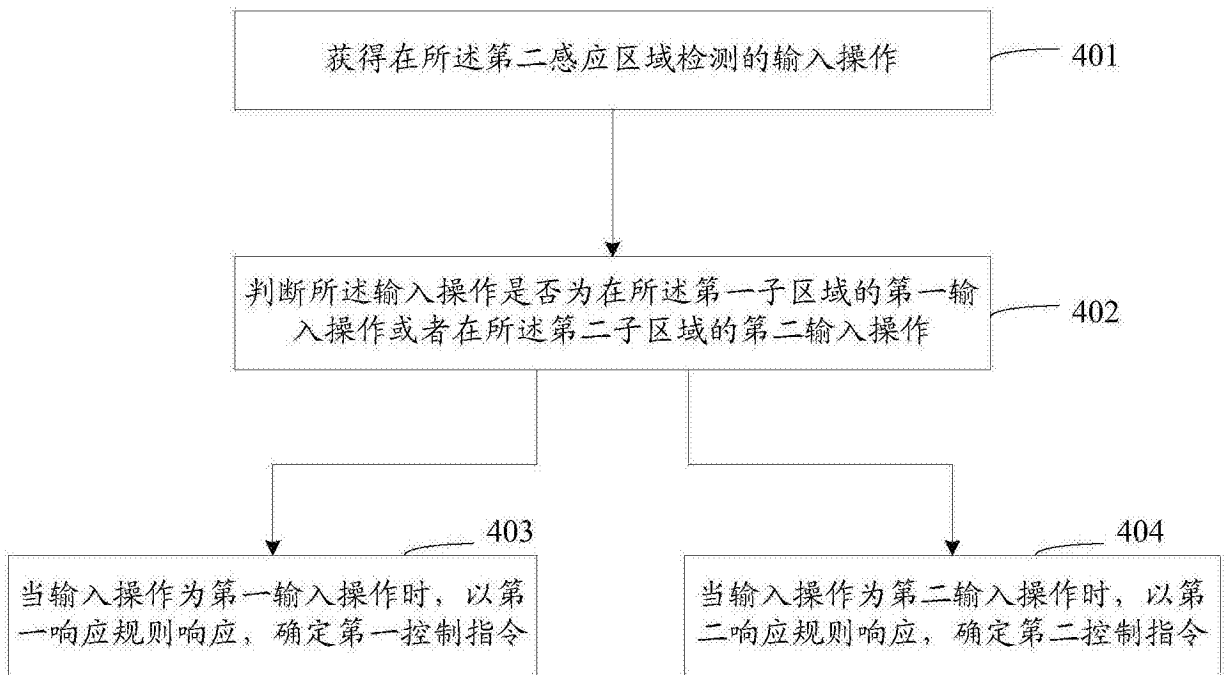 获得在所述第二感应区域检测的输入操作
401
判断所述输入操作是否为在所述第一子区域的第一输
入操作或者在所述第二子区域的第二输入操作
402
403
当输入操作为第一输入操作时，以第
一响应规则响应，确定第一控制指令
404
当输入操作为第二输入操作时，以第
二响应规则响应，确定第二控制指令